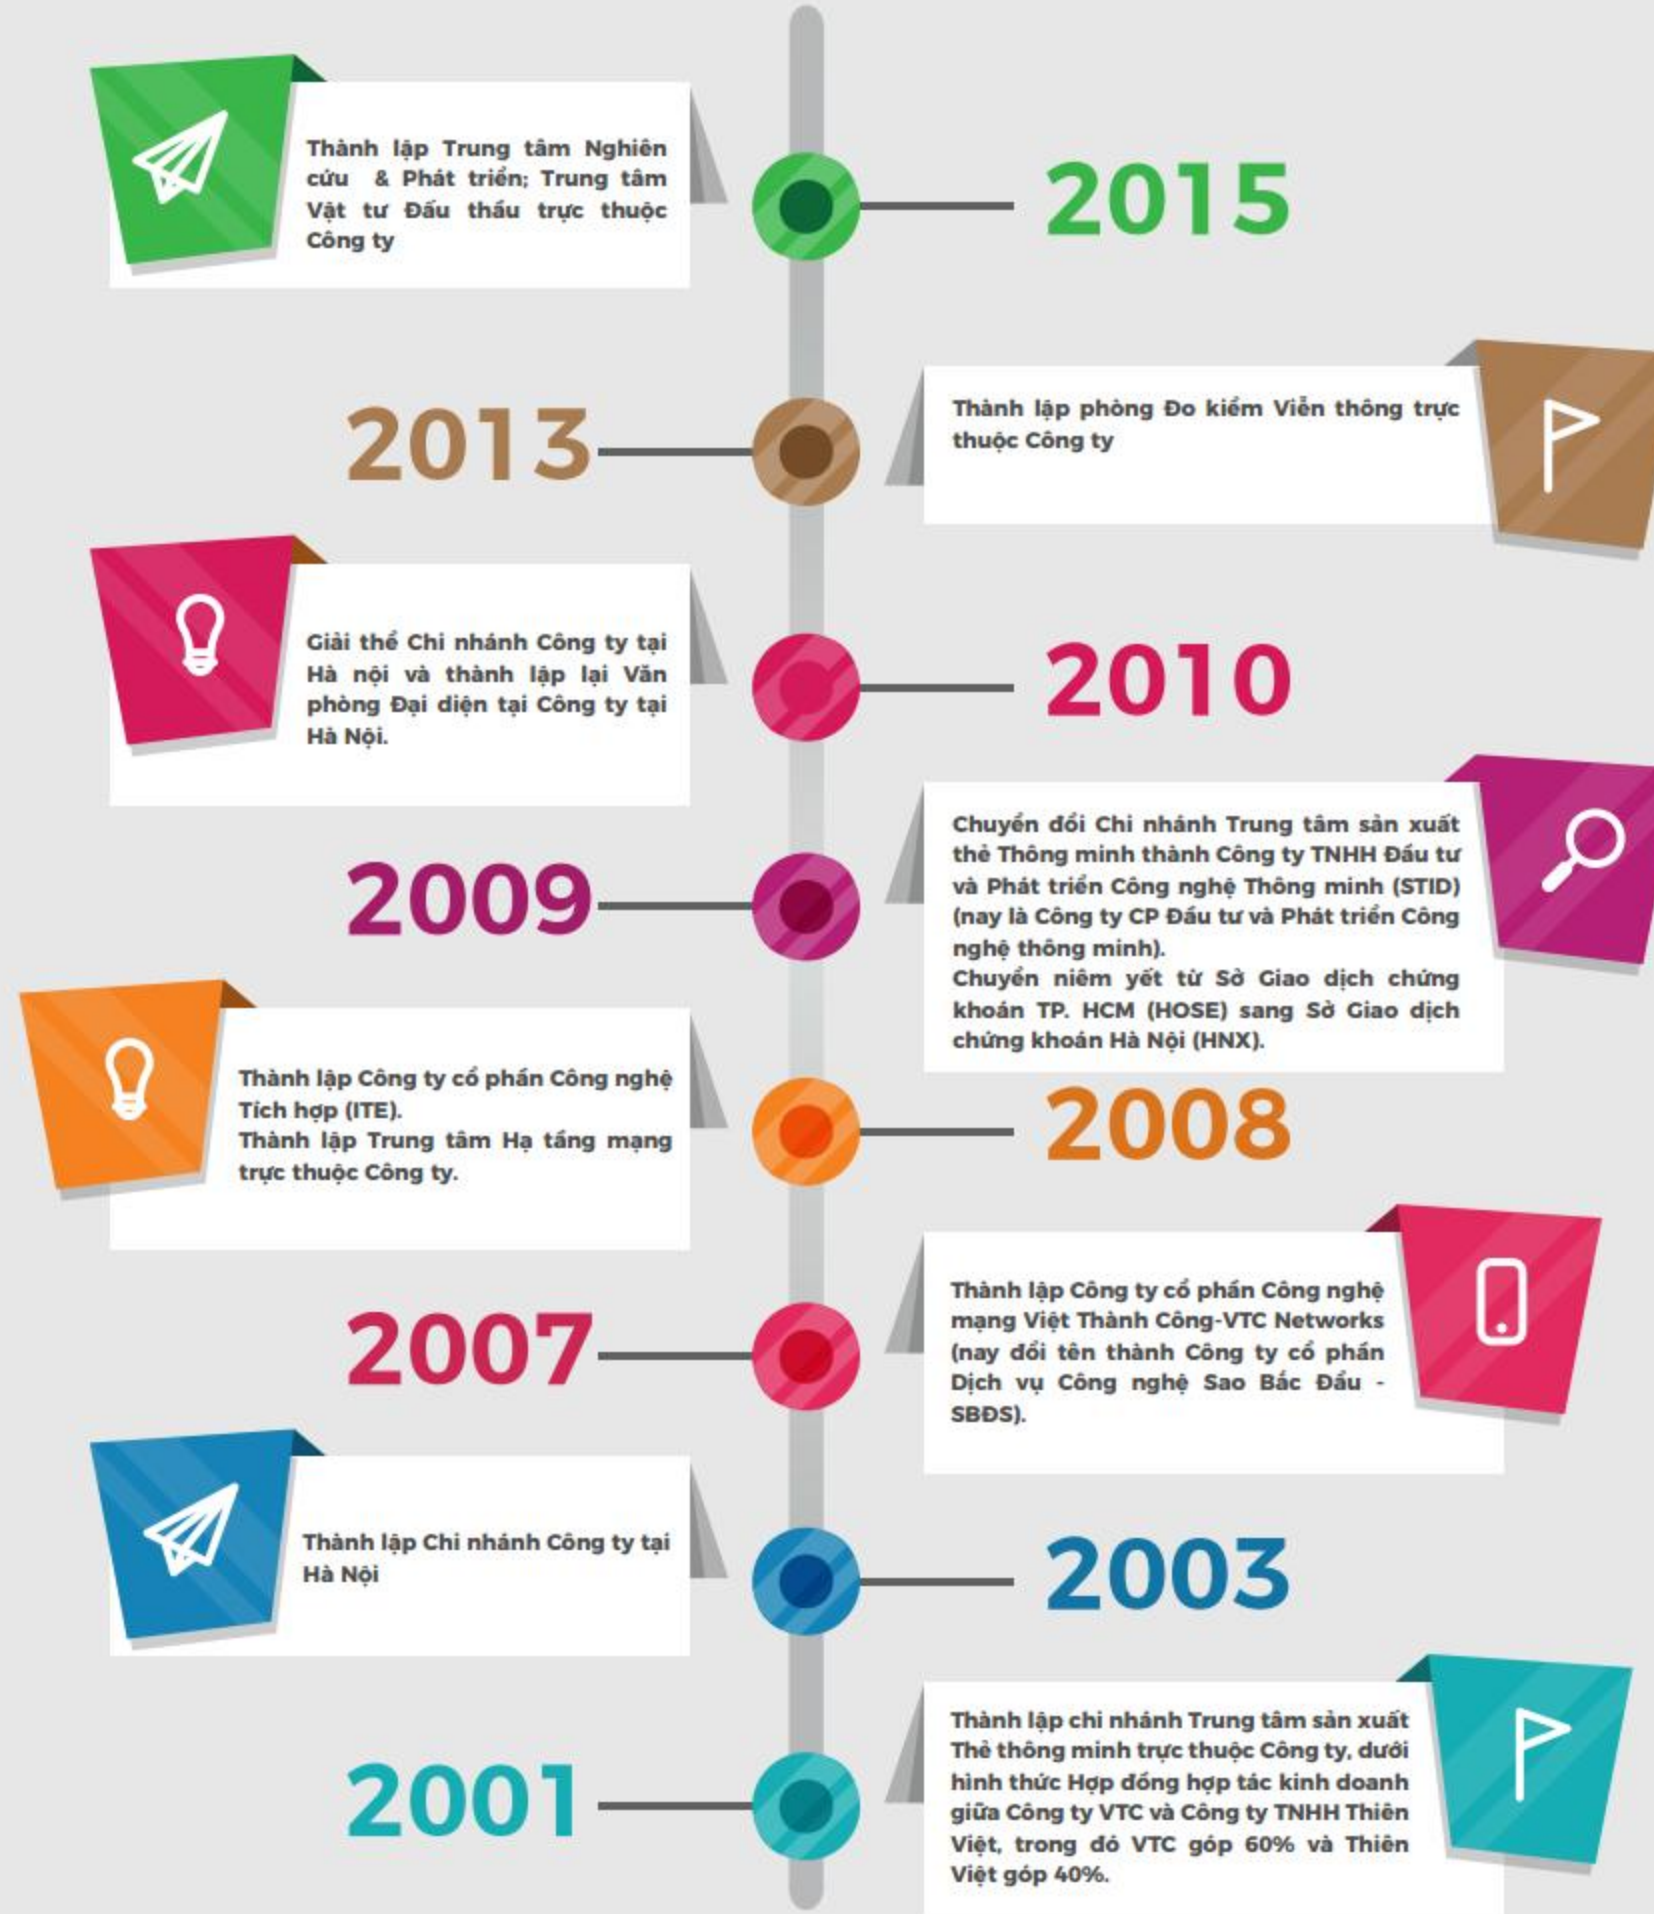 Thành lập Trung tâm Nghiên
cứu & Phát triển; Trung tâm
Vật tư Đấu thầu trực thuộc
Công ty
2015
2013
Thành lập phòng Đo kiểm Viễn thông trực
thuộc Công ty
Giải thể Chi nhánh Công ty tại
Hà nội và thành lập lại Văn
phòng Đại diện tại Công ty tại
Hà Nội.
2010
2009
Chuyển đổi Chi nhánh Trung tâm sản xuất
thẻ Thông minh thành Công ty TNHH Đầu tư
và Phát triển Công nghệ Thông minh (STID)
(nay là Công ty CP Đầu tư và Phát triển Công
nghệ thông minh).
Chuyển niêm yết từ Sở Giao dịch chứng
khoán TP. HCM (HOSE) sang Sở Giao dịch
chứng khoán Hà Nội (HNX).
Thành lập Công ty cổ phần Công nghệ
Tích hợp (ITE).
Thành lập Trung tâm Hạ tầng mạng
trực thuộc Công ty.
2008
2007
Thành lập Công ty cổ phần Công nghệ
mạng Việt Thành Công-VTC Networks
(nay đổi tên thành Công ty cổ phần
Dịch vụ Công nghệ Sao Bắc Đẩu -
SBĐS).
Thành lập Chi nhánh Công ty tại
Hà Nội
2003
2001
Thành lập chi nhánh Trung tâm sản xuất
Thẻ thông minh trực thuộc Công ty, dưới
hình thức Hợp đồng hợp tác kinh doanh
giữa Công ty VTC và Công ty TNHH Thiên
Việt, trong đó VTC góp 60% và Thiên
Việt góp 40%.